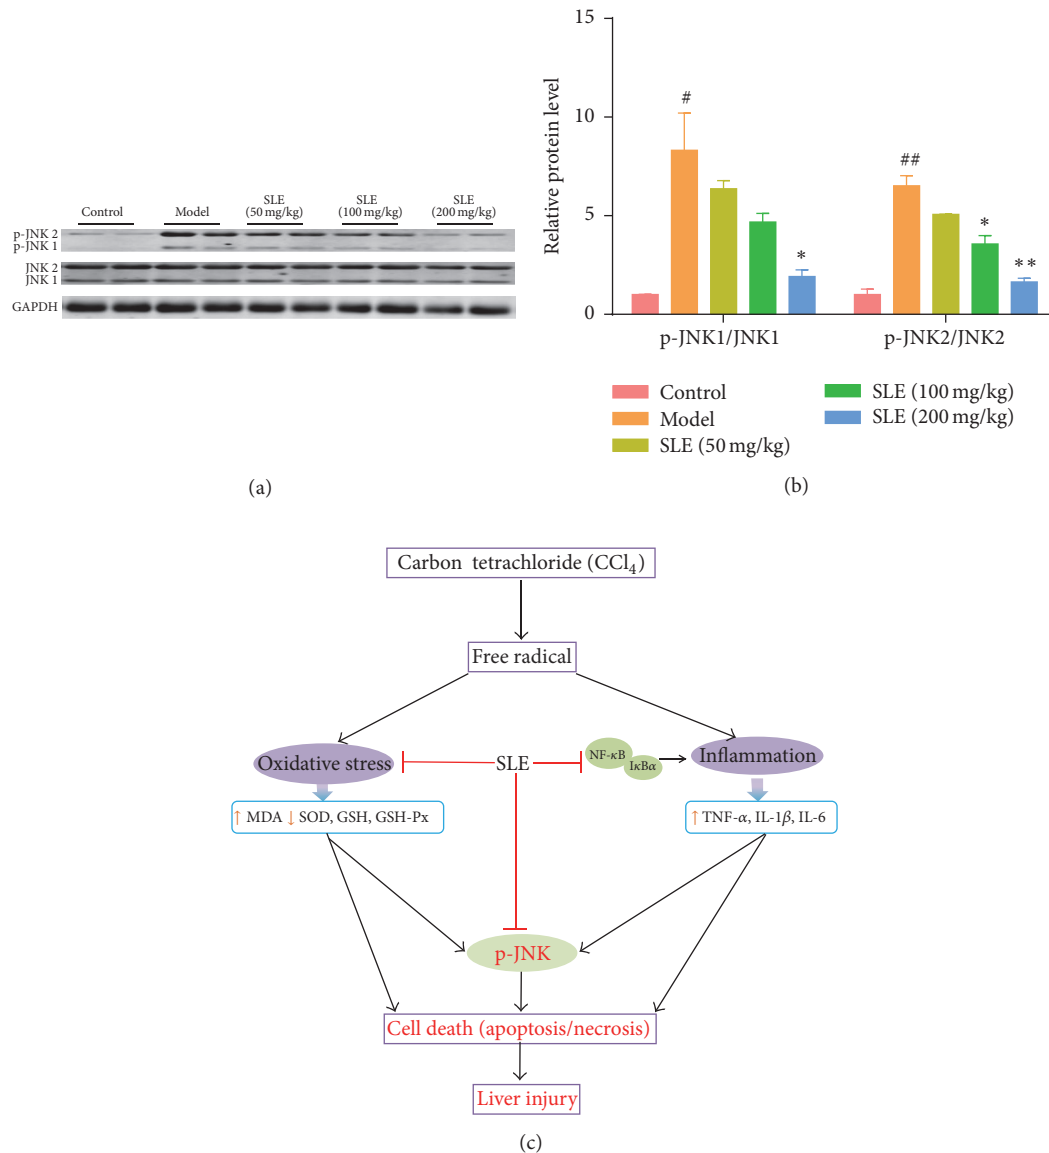 Control
Model
SLE
(50 mg/kg)
SLE
(100 mg/kg)
SLE
(200 mg/kg)
p-JNK 2
p-JNK 1
JNK 2
JNK 1
GAPDH
(a)
Relative protein level
15
10
5
0
#
*
##
*
**
p-JNK1/JNK1
p-JNK2/JNK2
Control
Model
SLE (50 mg/kg)
SLE (100 mg/kg)
SLE (200 mg/kg)
(b)
Carbon tetrachloride (CCl₄)
Free radical
Oxidative stress
SLE
NF-κB
IκBα
Inflammation
↑ MDA ↓ SOD, GSH, GSH-Px
↑ TNF-α, IL-1β, IL-6
p-JNK
Cell death (apoptosis/necrosis)
Liver injury
(c)